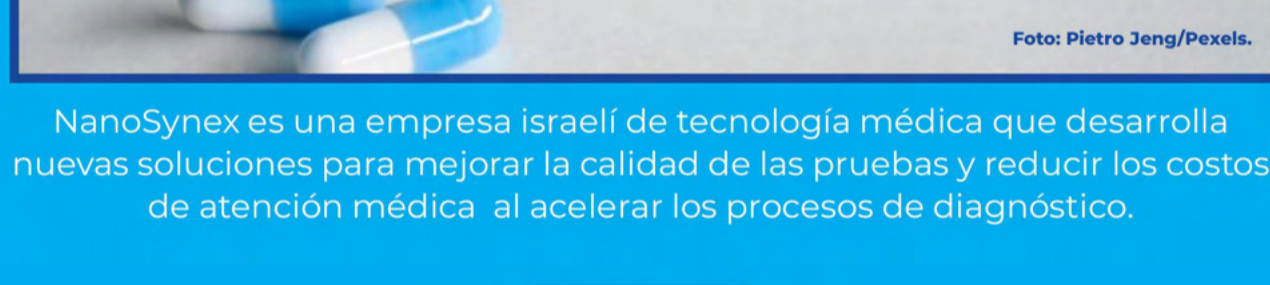 Foto: Pietro Jeng/Pexels.
NanoSynex es una empresa israelí de tecnología médica que desarrolla
nuevas soluciones para mejorar la calidad de las pruebas y reducir los costos
de atención médica  al acelerar los procesos de diagnóstico.